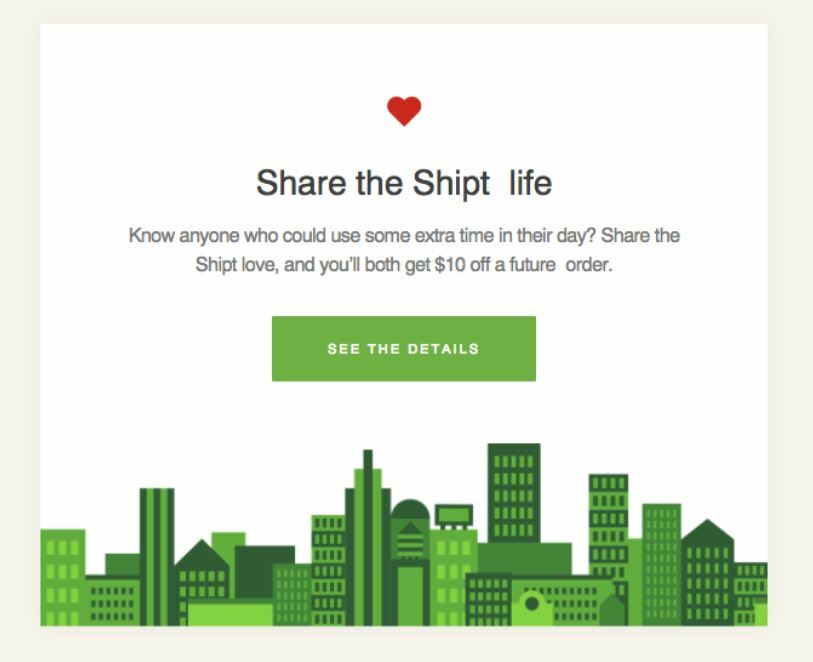 Share the Shipt life
Know anyone who could use some extra time in their day? Share the
Shipt love, and you'll both get $10 off a future order.
SEE THE DETAILS